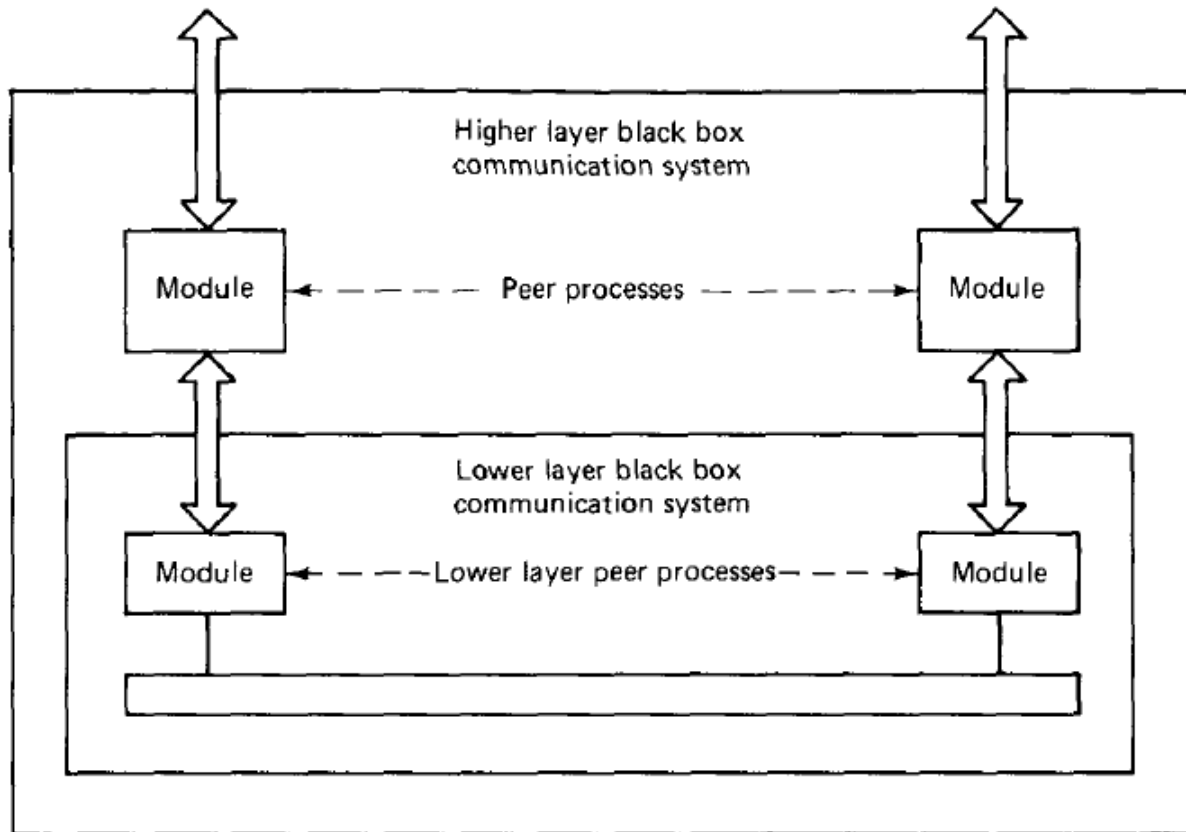 Higher layer black box
communication system
Module
Peer processes
Module
Lower layer black box
communication system
Module
Lower layer peer processes
Module